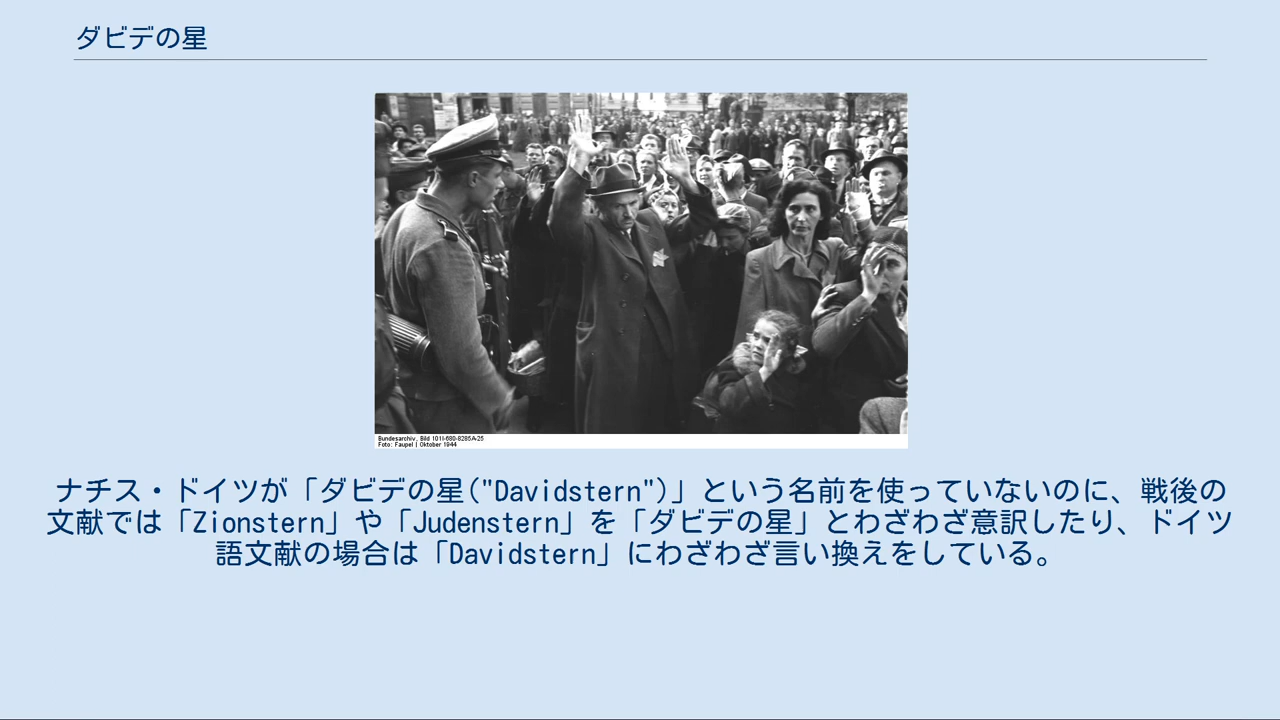 ダビデの星
Bundesarchiv, Bild 101I-680-8285A-25
Foto: Faupel | Oktober 1944
ナチス・ドイツが「ダビデの星("Davidstern")」という名前を使っていないのに、戦後の
文献では「Zionstern」や「Judenstern」を「ダビデの星」とわざわざ意訳したり、ドイツ
語文献の場合は「Davidstern」にわざわざ言い換えをしている。